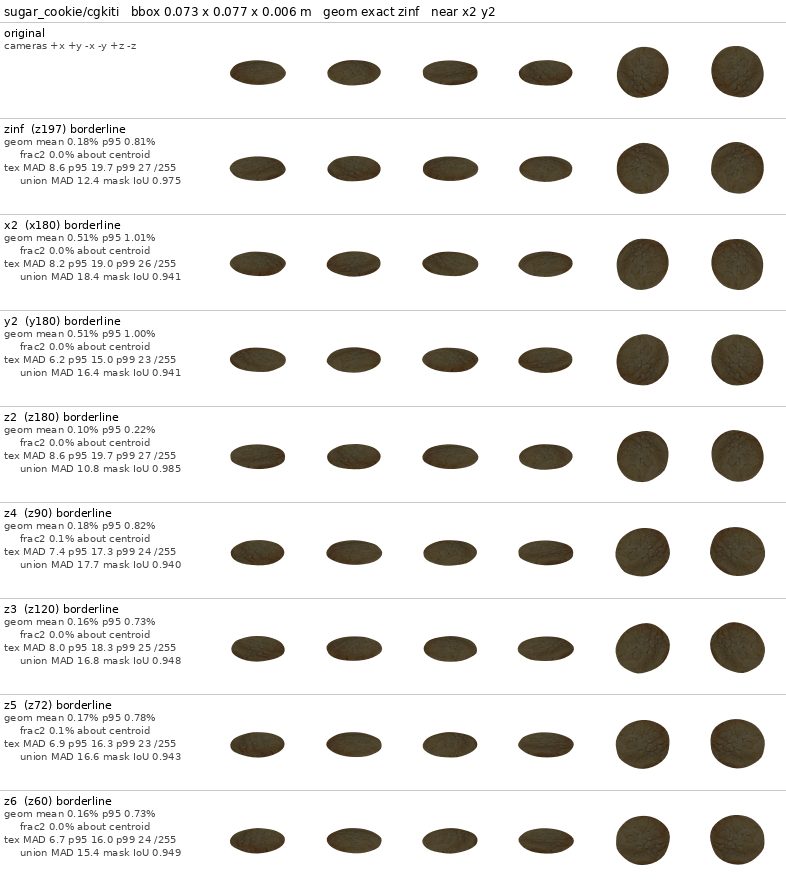 sugar_cookie/cgkiti   bbox 0.073 x 0.077 x 0.006 m   geom exact zinf   near x2 y2
original
cameras +x +y -x -y +z -z
zinf  (z197) borderline
geom mean 0.18% p95 0.81%
frac2 0.0% about centroid
tex MAD 8.6 p95 19.7 p99 27 /255
union MAD 12.4 mask IoU 0.975
x2  (x180) borderline
geom mean 0.51% p95 1.01%
frac2 0.0% about centroid
tex MAD 8.2 p95 19.0 p99 26 /255
union MAD 18.4 mask IoU 0.941
y2  (y180) borderline
geom mean 0.51% p95 1.00%
frac2 0.0% about centroid
tex MAD 6.2 p95 15.0 p99 23 /255
union MAD 16.4 mask IoU 0.941
z2  (z180) borderline
geom mean 0.10% p95 0.22%
frac2 0.0% about centroid
tex MAD 8.6 p95 19.7 p99 27 /255
union MAD 10.8 mask IoU 0.985
z4  (z90) borderline
geom mean 0.18% p95 0.82%
frac2 0.1% about centroid
tex MAD 7.4 p95 17.3 p99 24 /255
union MAD 17.7 mask IoU 0.940
z3  (z120) borderline
geom mean 0.16% p95 0.73%
frac2 0.0% about centroid
tex MAD 8.0 p95 18.3 p99 25 /255
union MAD 16.8 mask IoU 0.948
z5  (z72) borderline
geom mean 0.17% p95 0.78%
frac2 0.1% about centroid
tex MAD 6.9 p95 16.3 p99 23 /255
union MAD 16.6 mask IoU 0.943
z6  (z60) borderline
geom mean 0.16% p95 0.73%
frac2 0.0% about centroid
tex MAD 6.7 p95 16.0 p99 24 /255
union MAD 15.4 mask IoU 0.949